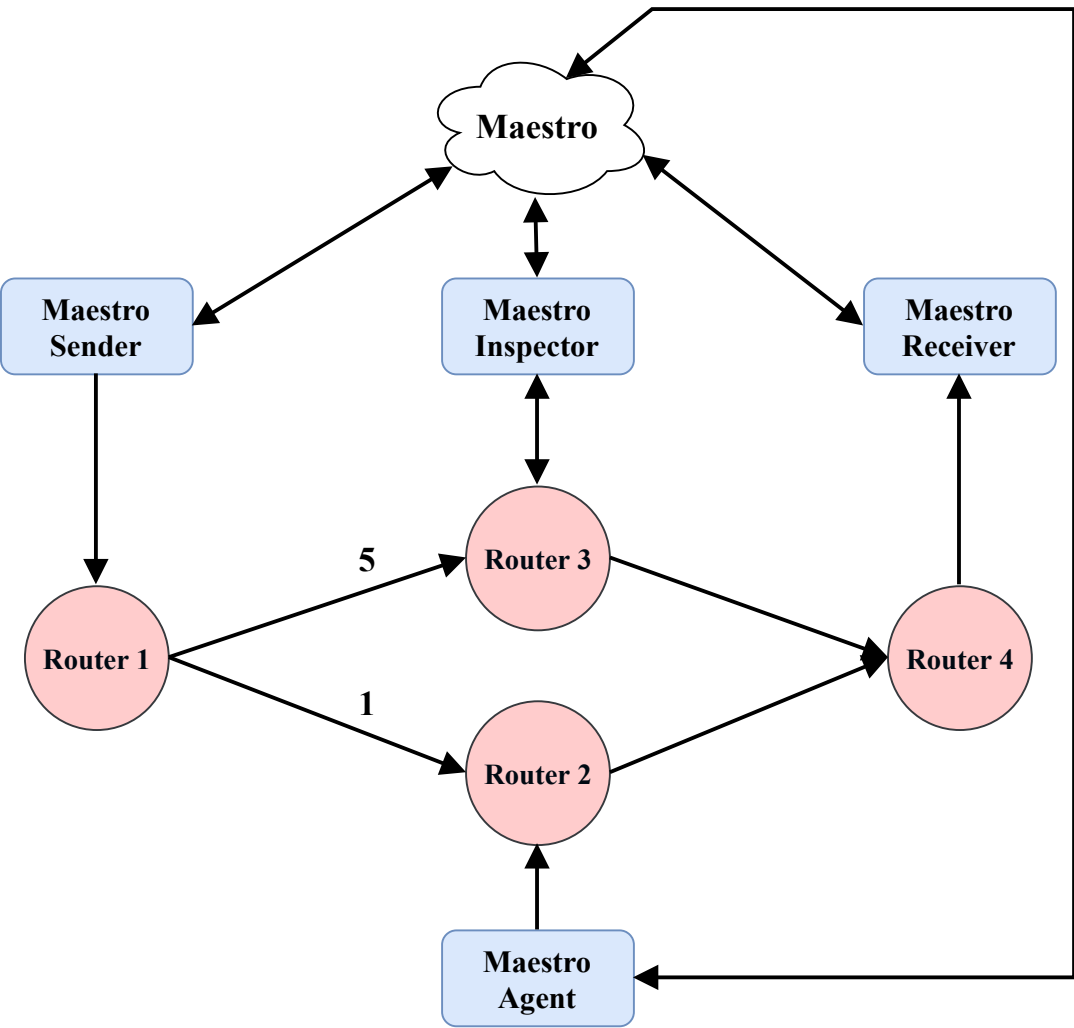 Maestro
Maestro
Sender
Maestro
Inspector
Maestro
Receiver
5
Router 3
Router 1
Router 4
1
Router 2
Maestro
Agent